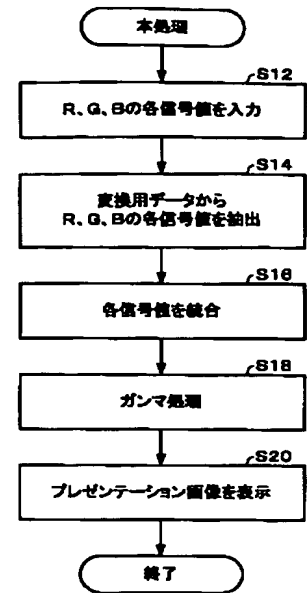 本処理
S12
R、G、Bの各信号値を入力
S14
変換用データから
R、G、Bの各信号値を抽出
S16
各信号値を統合
S18
ガンマ処理
S20
プレゼンテーション画像を表示
終了